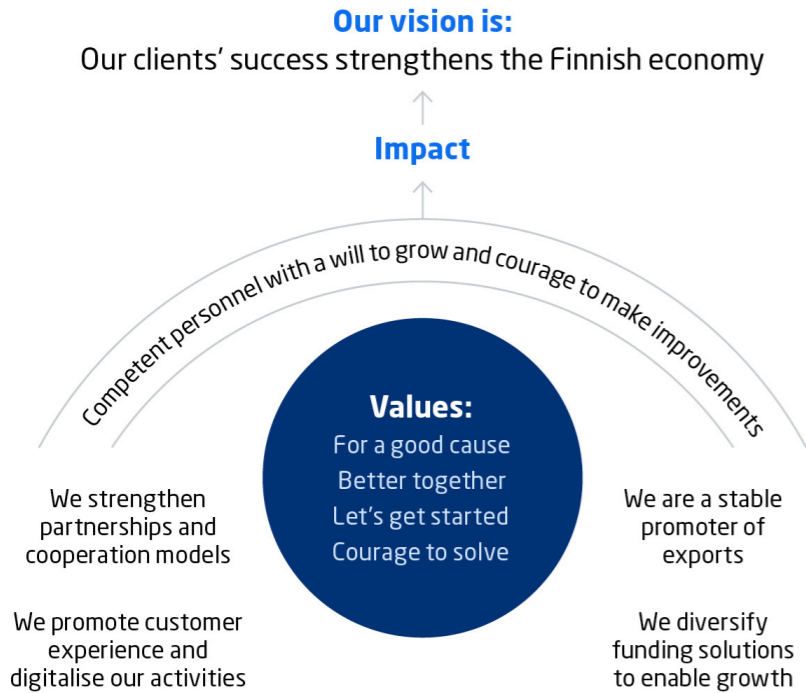 Our vision is:
Our clients’ success strengthens the Finnish economy
Impact
Competent personnel with a will to grow and courage to make improvements
Values:
For a good cause
Better together
Let’s get started
Courage to solve
We strengthen
partnerships and
cooperation models
We promote customer
experience and
digitalise our activities
We are a stable
promoter of
exports
We diversify
funding solutions
to enable growth